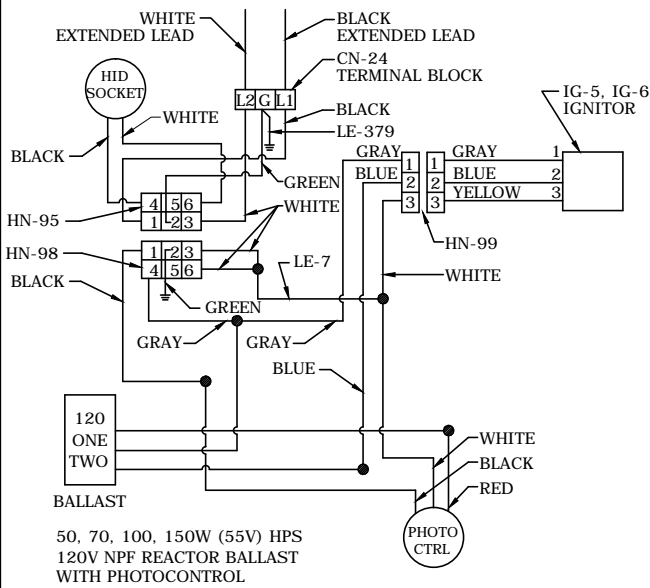 WHITE
EXTENDED LEAD
BLACK
EXTENDED LEAD
CN-24
TERMINAL BLOCK
HID
SOCKET
L2 G L1
IG-5, IG-6
IGNITOR
WHITE
BLACK
LE-379
BLACK
GRAY
1 1
GRAY
1
BLUE
2 2
BLUE
2
3 3
YELLOW
3
GREEN
WHITE
HN-95
4 5 6
1 2 3
HN-98
1 2 3
4 5 6
HN-99
LE-7
WHITE
BLACK
GREEN
GRAY
GRAY
BLUE
120
ONE
TWO
BALLAST
WHITE
BLACK
RED
PHOTO
CTRL
50, 70, 100, 150W (55V) HPS
120V NPF REACTOR BALLAST
WITH PHOTOCONTROL